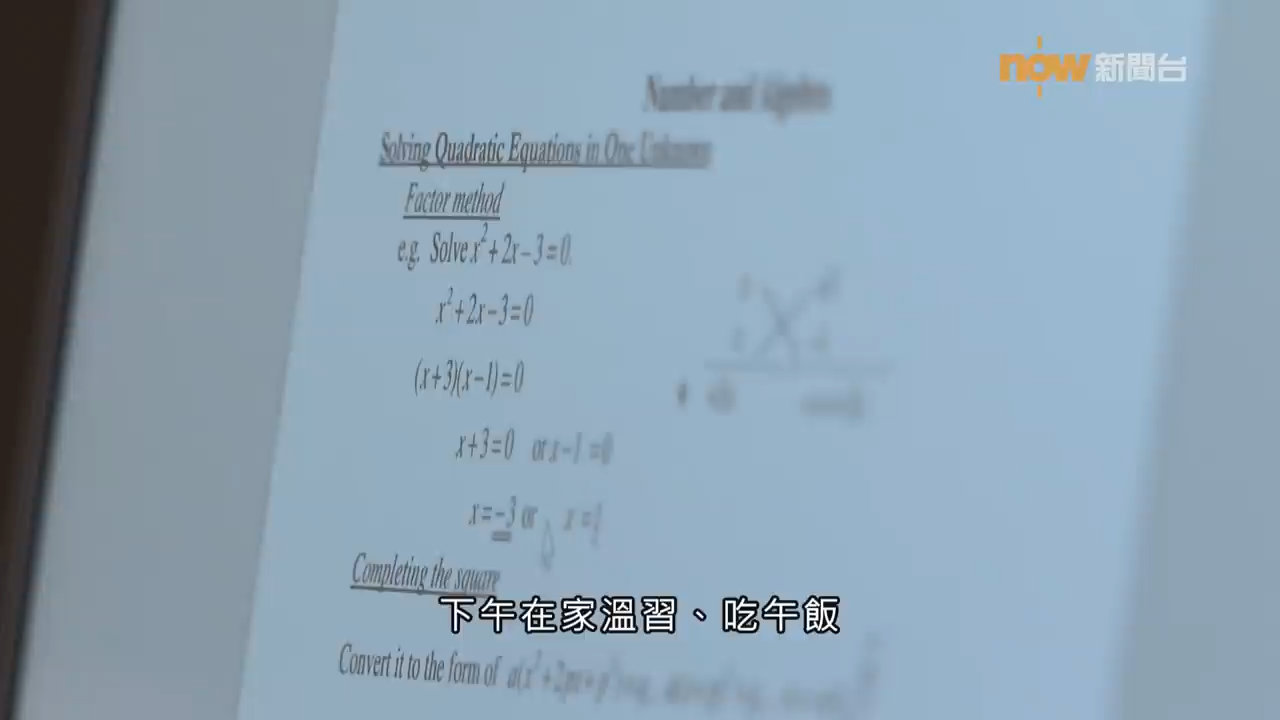 now 新聞台
Number and Algebra
Solving Quadratic Equations in One Unknown
Factor method
e.g. Solve x²+2x−3=0.
x²+2x−3=0
(x+3)(x−1)=0
x+3=0 or x−1=0
x=−3 or x=1
Completing the square
下午在家溫習、吃午飯
Convert it to the form of